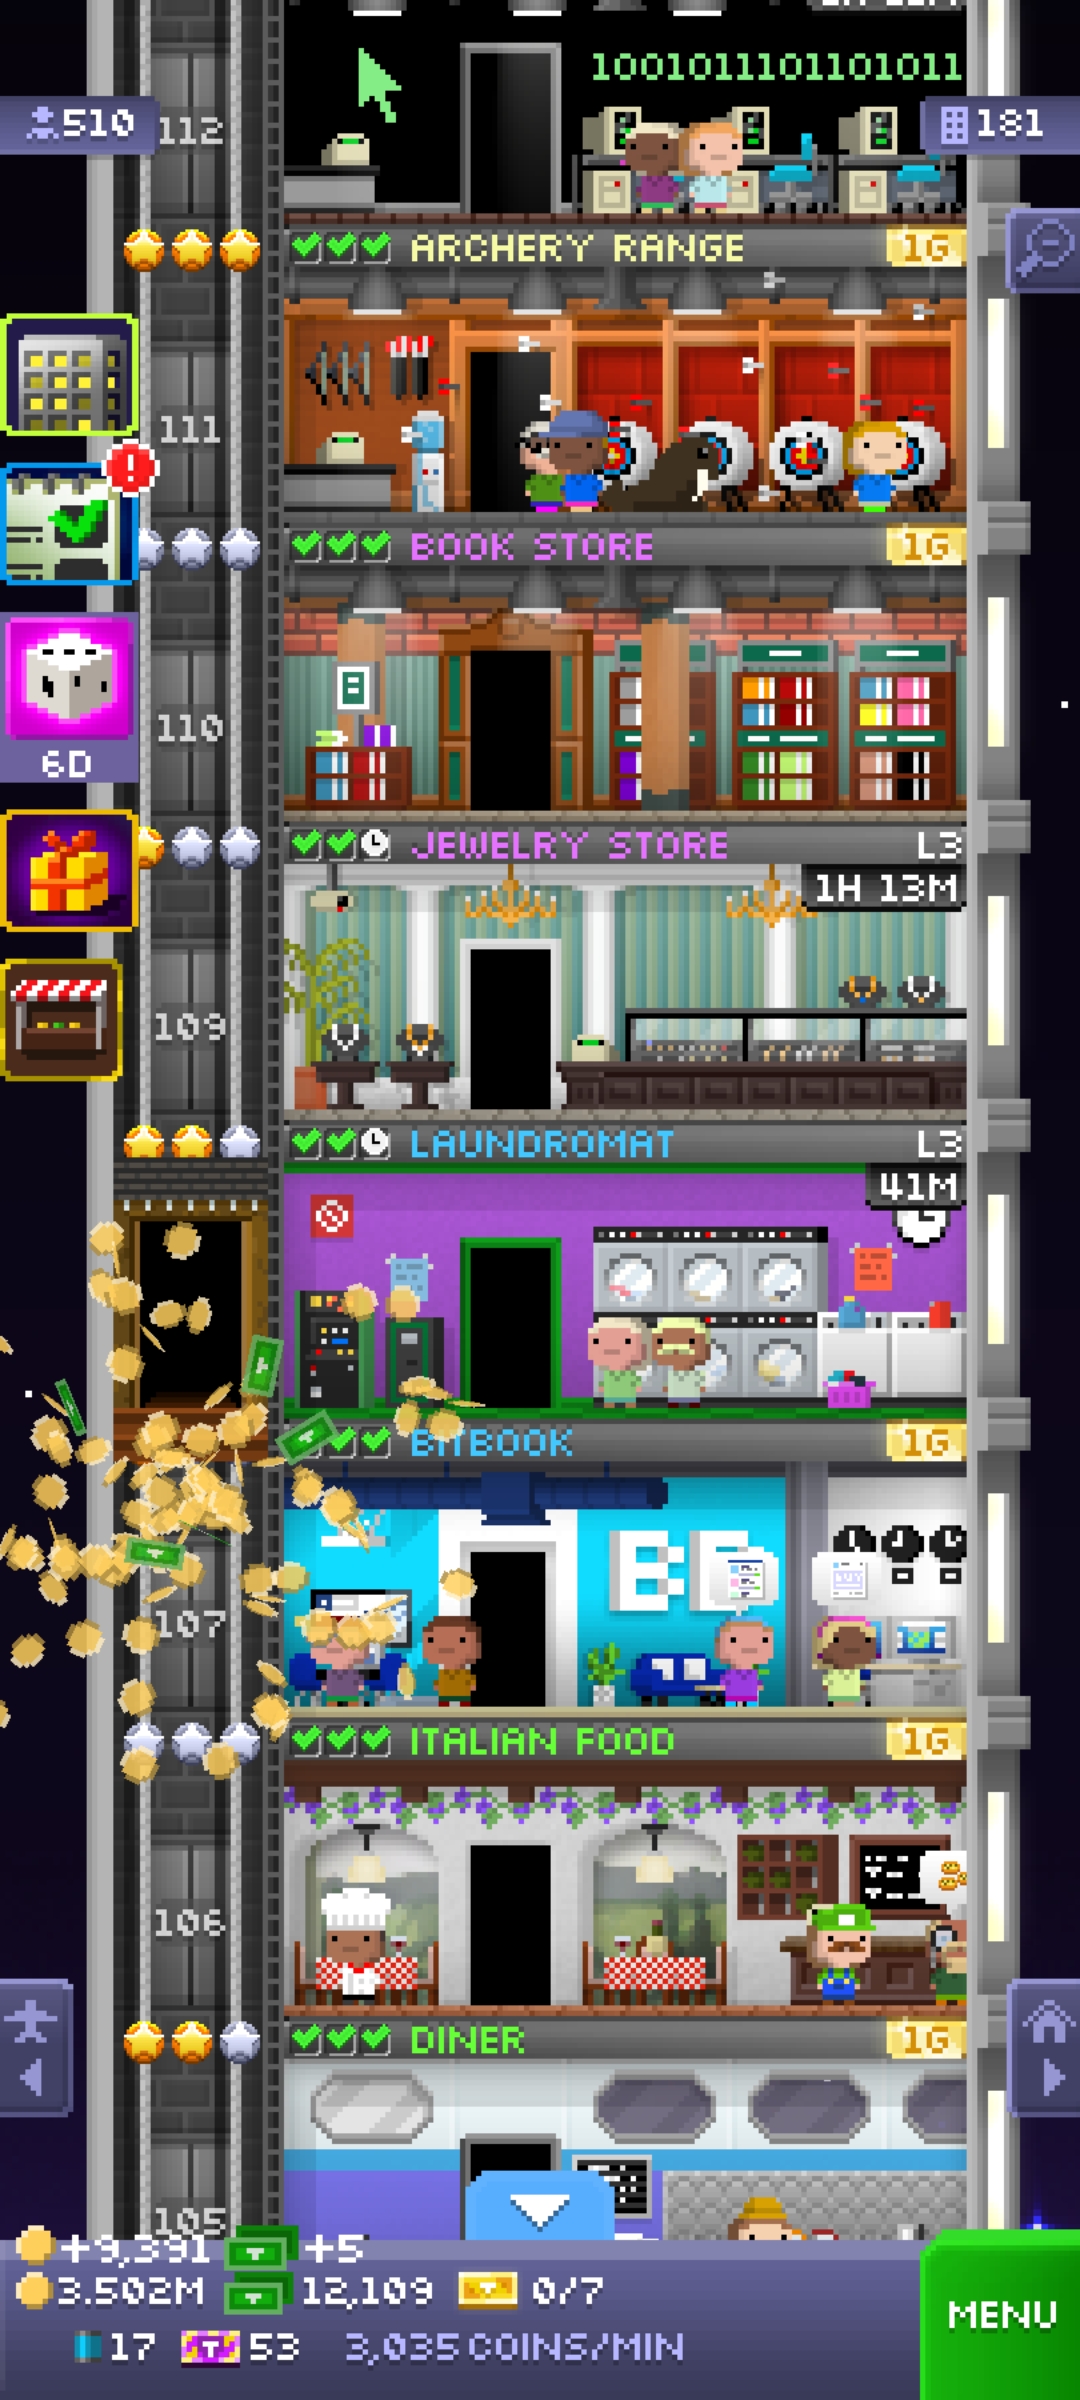 1001011101101011
510
112
181
ARCHERY RANGE
1G
111
BOOK STORE
1G
110
6D
JEWELRY STORE
L3
1H 13M
109
LAUNDROMAT
L3
41M
BITBOOK
1G
107
ITALIAN FOOD
1G
106
DINER
1G
105
+9,391
+5
3.502M
12,109
0/7
17
53
3,035 COINS/MIN
MENU